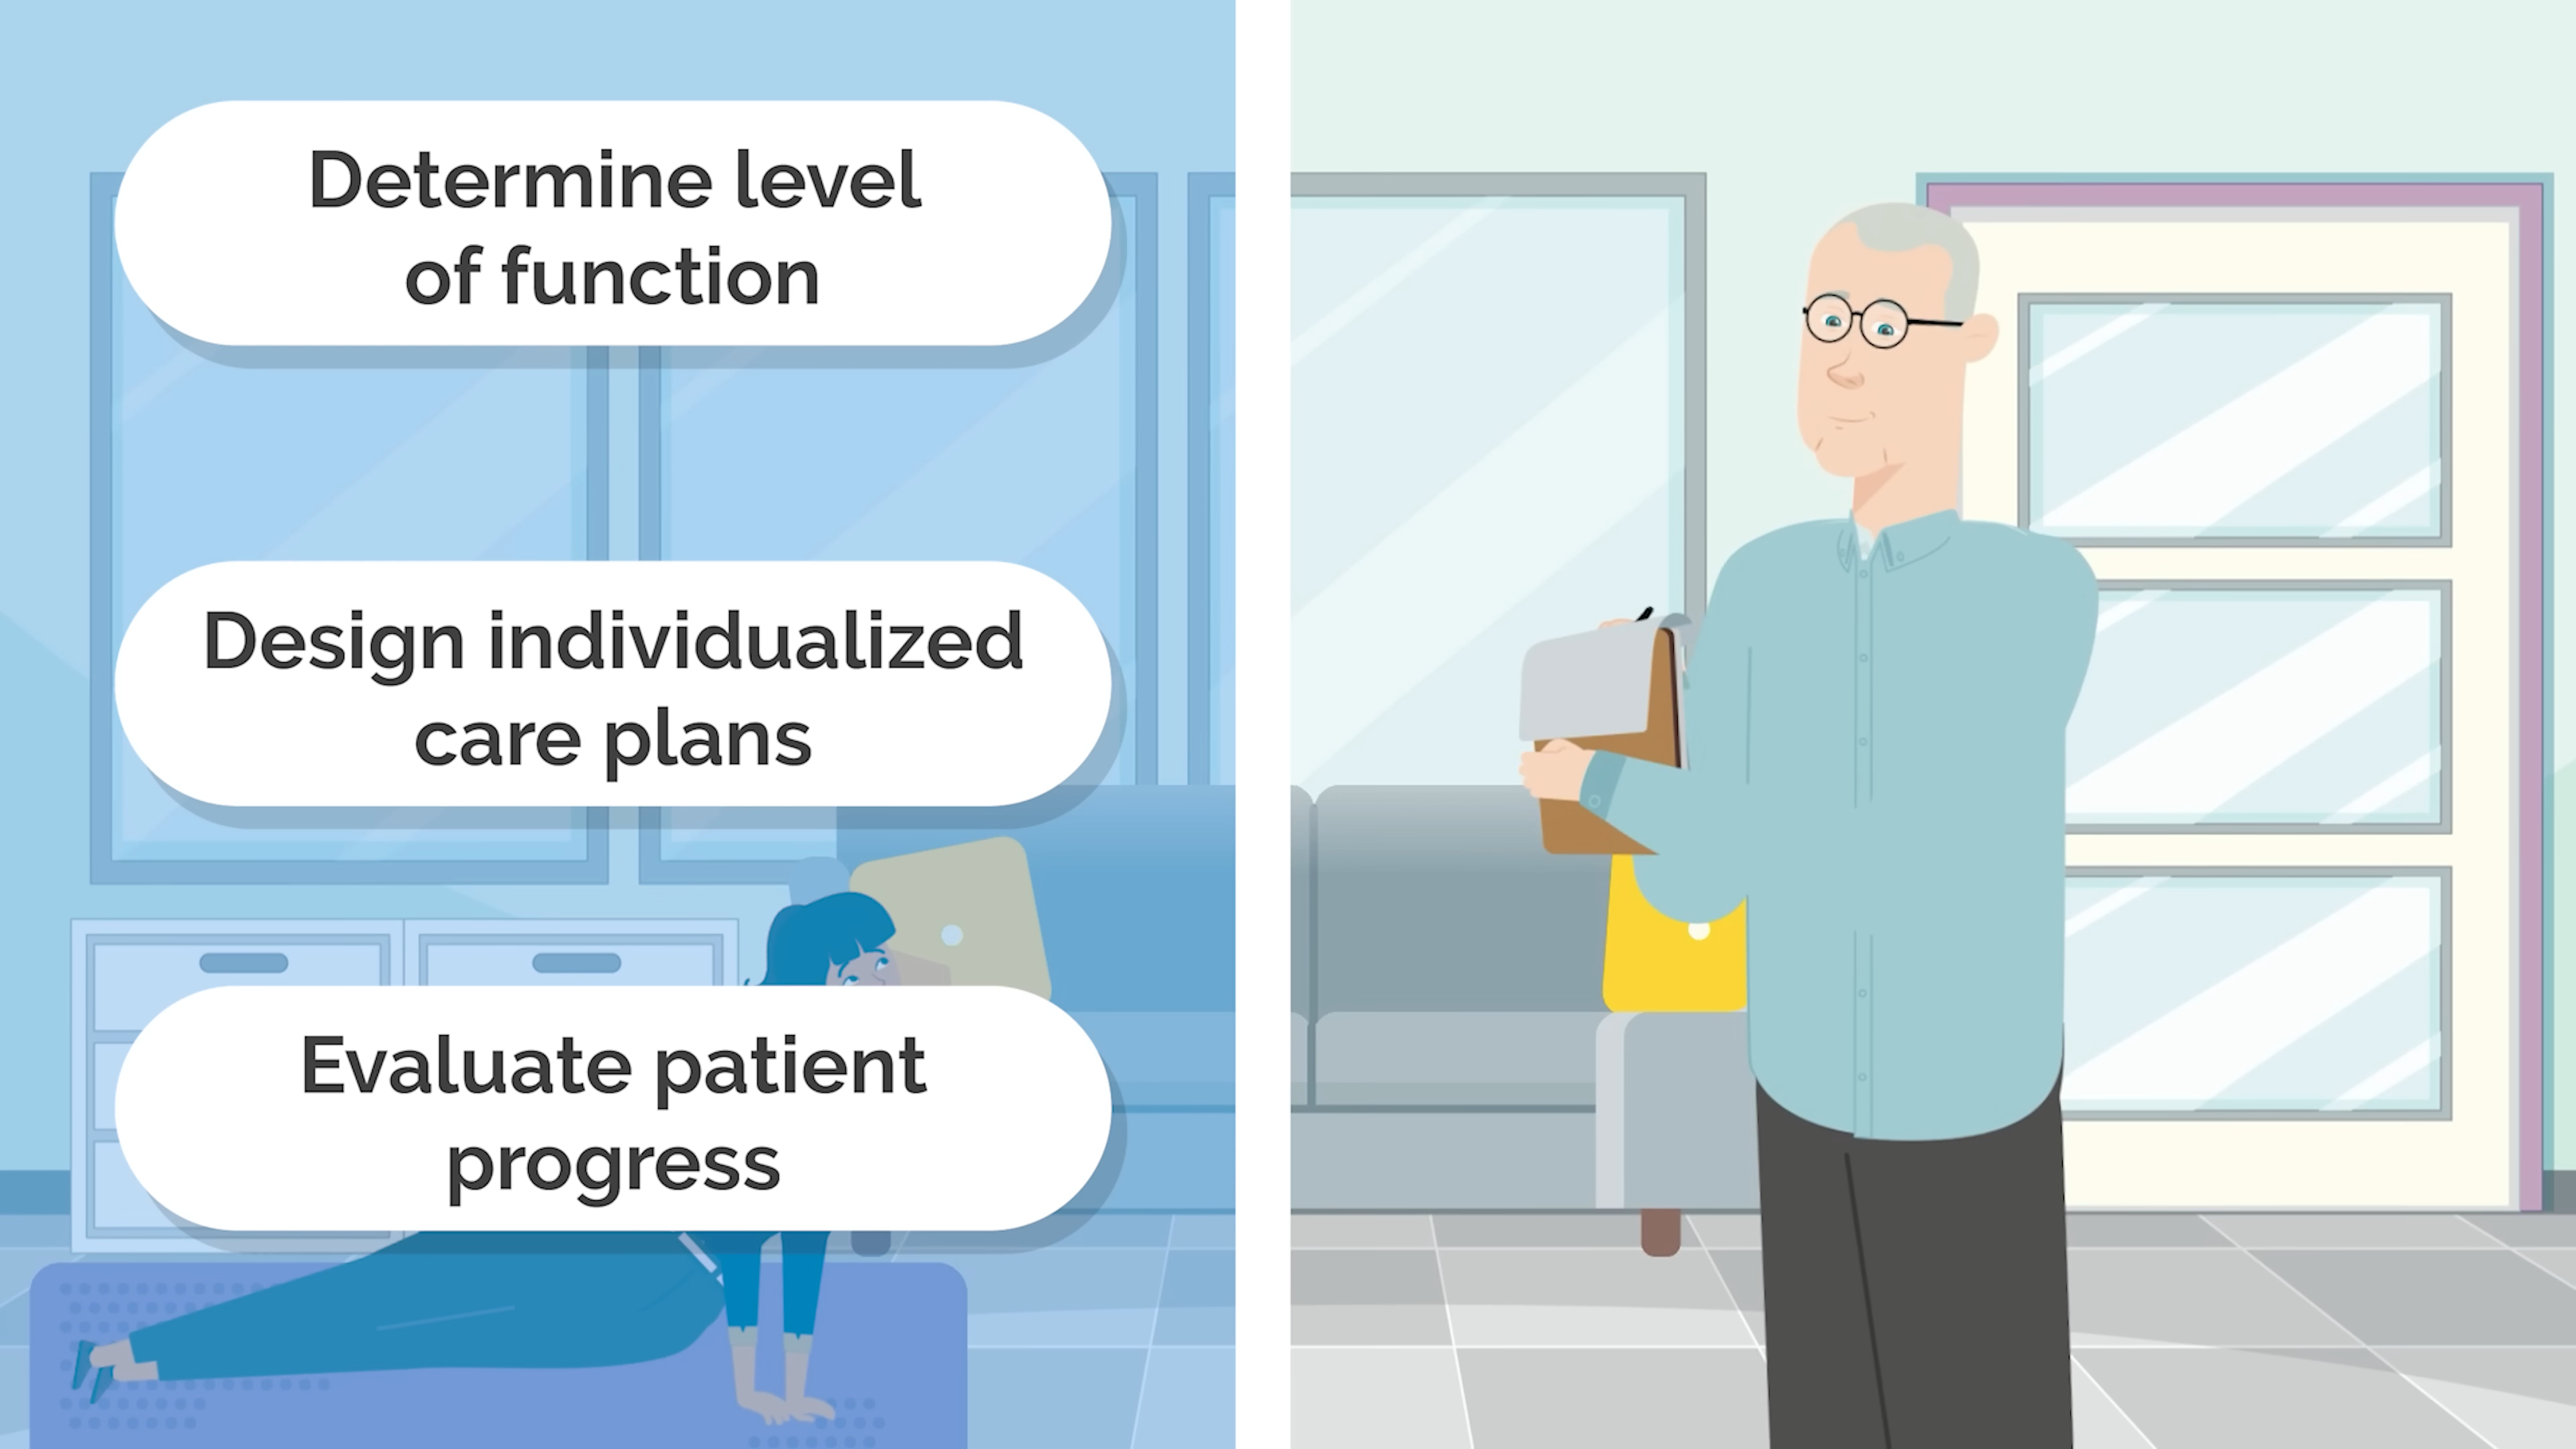 Determine level
of function
Design individualized
care plans
Evaluate patient
progress